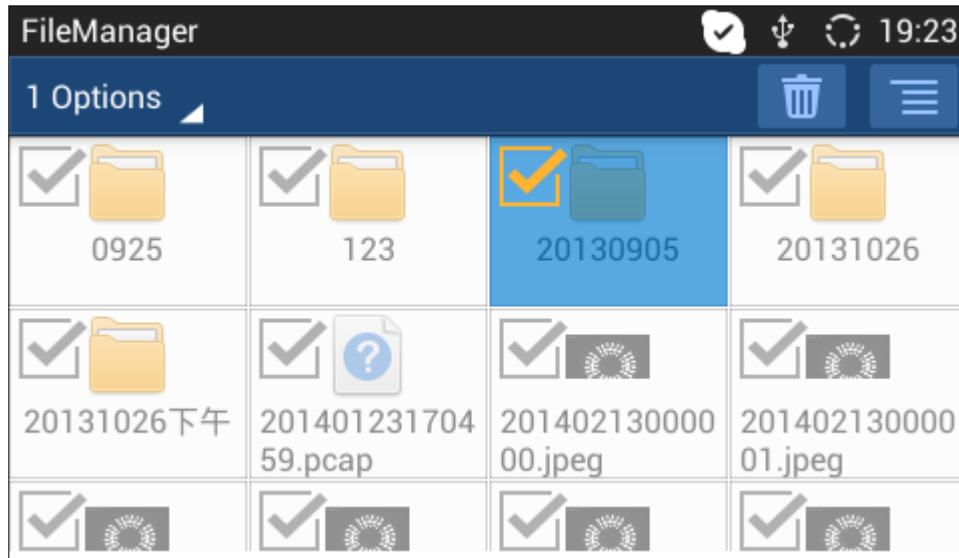 FileManager 19:23
1 Options
0925 123 20130905 20131026
20131026下午 201401231704 201402130000 201402130000
59.pcap 00.jpeg 01.jpeg